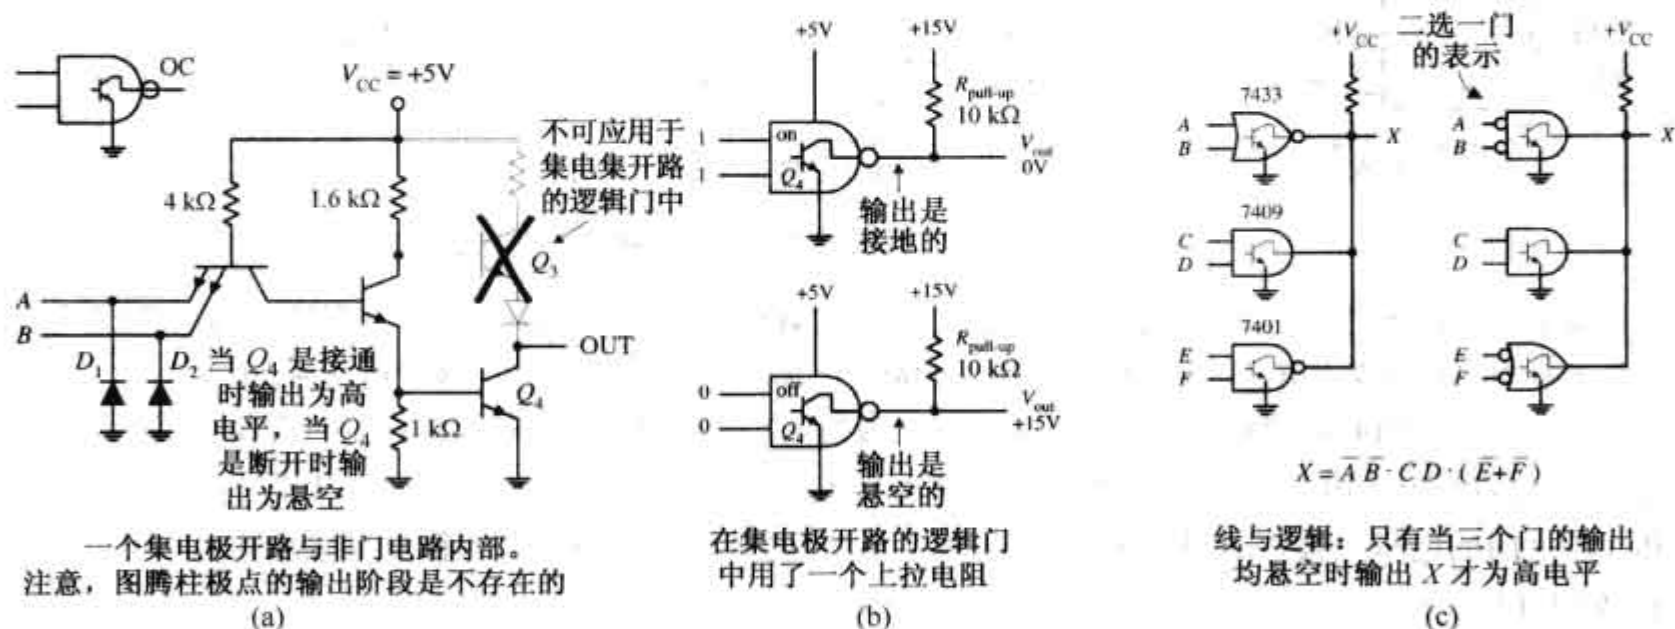 OC
V_CC = +5V
4 kΩ
1.6 kΩ
不可应用于
集电集开路
的逻辑门中
Q3
A
B
D1
D2
当 Q4 是接通
时输出为高
电平，当 Q4
是断开时输
出为悬空
1 kΩ
OUT
Q4
一个集电极开路与非门电路内部。
注意，图腾柱极点的输出阶段是不存在的
(a)
+5V
+15V
R pull-up
10 kΩ
1
1
on
Q4
V out
0V
输出是
接地的
+5V
+15V
R pull-up
10 kΩ
0
0
off
Q4
V out
+15V
输出是
悬空的
在集电极开路的逻辑门
中用了一个上拉电阻
(b)
+V_CC
二选一门
的表示
+V_CC
7433
A
B
X
7409
C
D
7401
E
F
A
B
X
C
D
E
F
X = A̅ B̅ · C D · ( E̅+F̅ )
线与逻辑：只有当三个门的输出
均悬空时输出 X 才为高电平
(c)